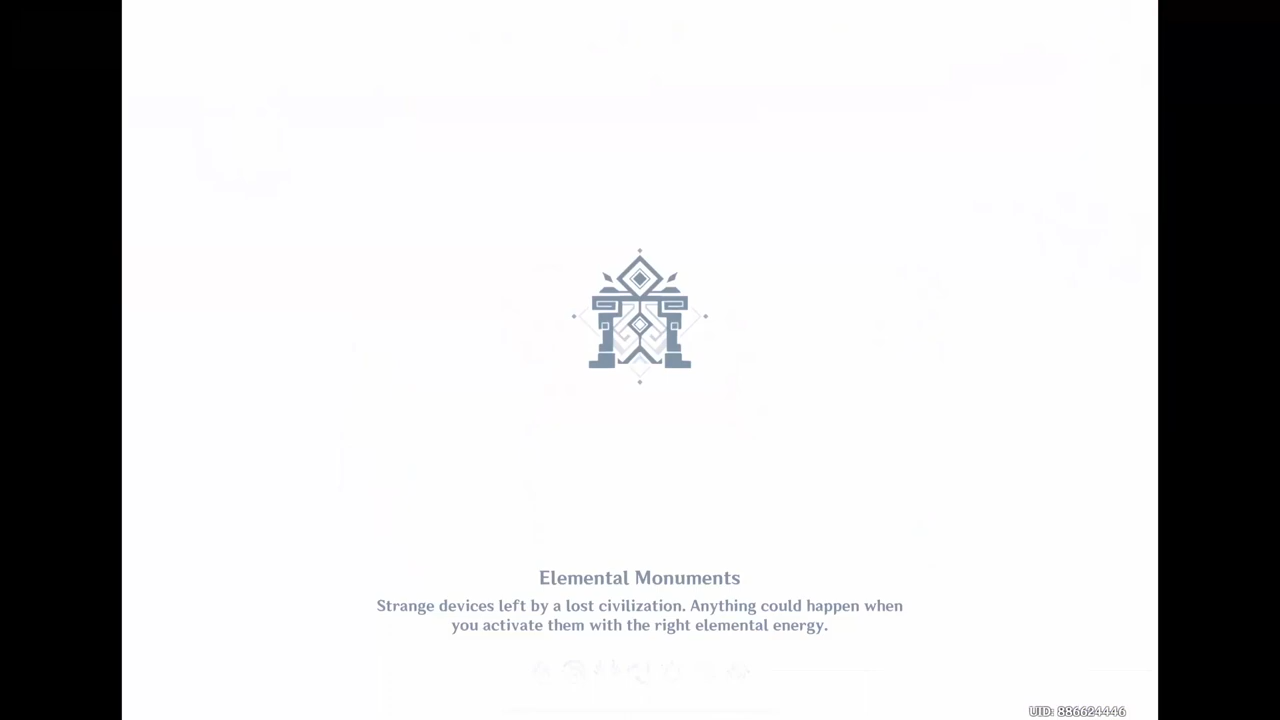 Elemental Monuments
Strange devices left by a lost civilization. Anything could happen when
you activate them with the right elemental energy.
UID: 886624446